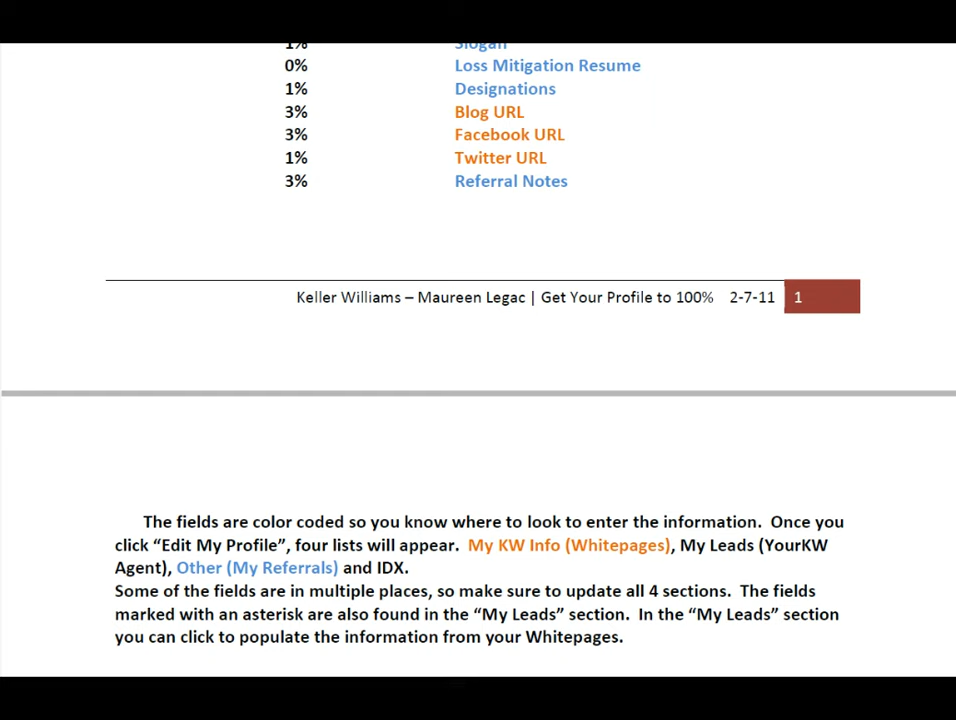 1% Slogan
0% Loss Mitigation Resume
1% Designations
3% Blog URL
3% Facebook URL
1% Twitter URL
3% Referral Notes
Keller Williams – Maureen Legac | Get Your Profile to 100% 2-7-11 1
The fields are color coded so you know where to look to enter the information. Once you
click “Edit My Profile”, four lists will appear. My KW Info (Whitepages), My Leads (YourKW
Agent), Other (My Referrals) and IDX.
Some of the fields are in multiple places, so make sure to update all 4 sections. The fields
marked with an asterisk are also found in the “My Leads” section. In the “My Leads” section
you can click to populate the information from your Whitepages.